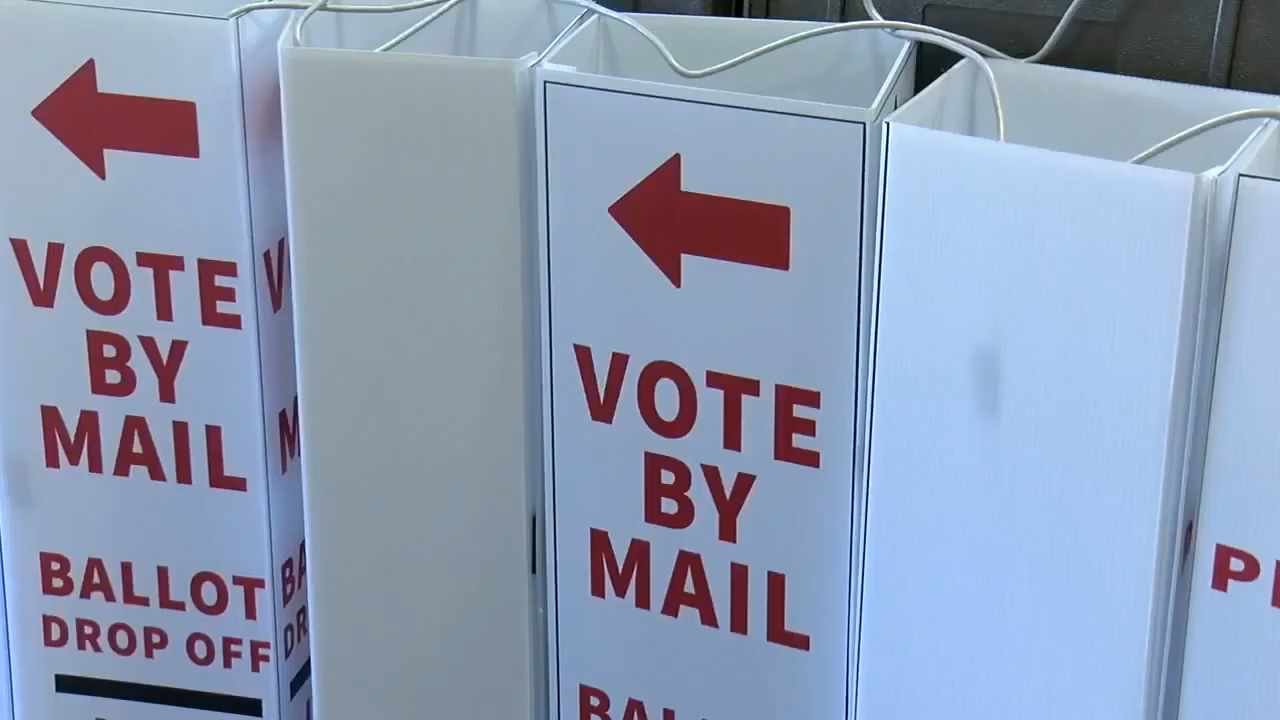 VOTE
BY
MAIL
BALLOT
DROP OFF
VOTE
BY
MAIL